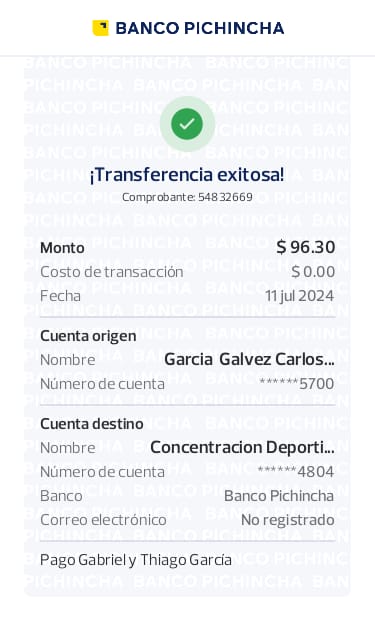 BANCO PICHINCHA
¡Transferencia exitosa!
Comprobante: 54832669
Monto $ 96.30
Costo de transacción $ 0.00
Fecha 11 jul 2024
Cuenta origen
Nombre Garcia Galvez Carlos...
Número de cuenta ******5700
Cuenta destino
Nombre Concentracion Deporti...
Número de cuenta ******4804
Banco Banco Pichincha
Correo electrónico No registrado
Pago Gabriel y Thiago García